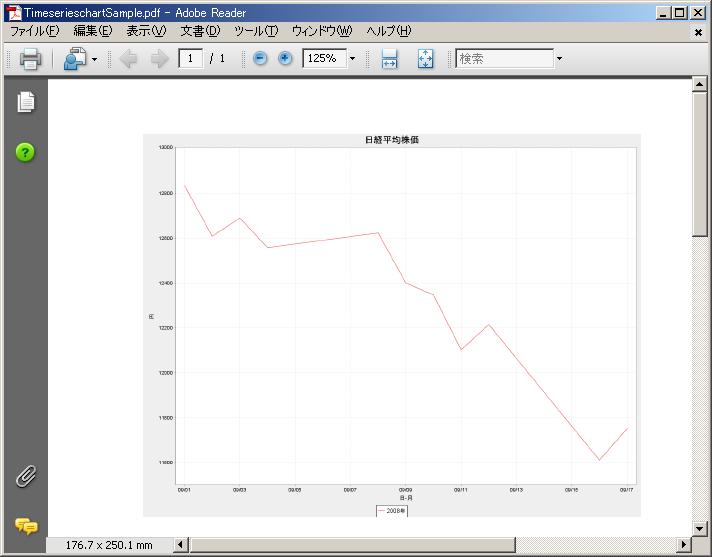 TimeserieschartSample.pdf - Adobe Reader
ファイル(F) 編集(E) 表示(V) 文書(D) ツール(T) ウィンドウ(W) ヘルプ(H)
1 / 1 125% 検索
日経平均株価
13000
12800
12600
12400
12200
12000
11800
11600
円
09/01 09/03 09/05 09/07 09/09 09/11 09/13 09/15 09/17
日-月
2008年
176.7 x 250.1 mm